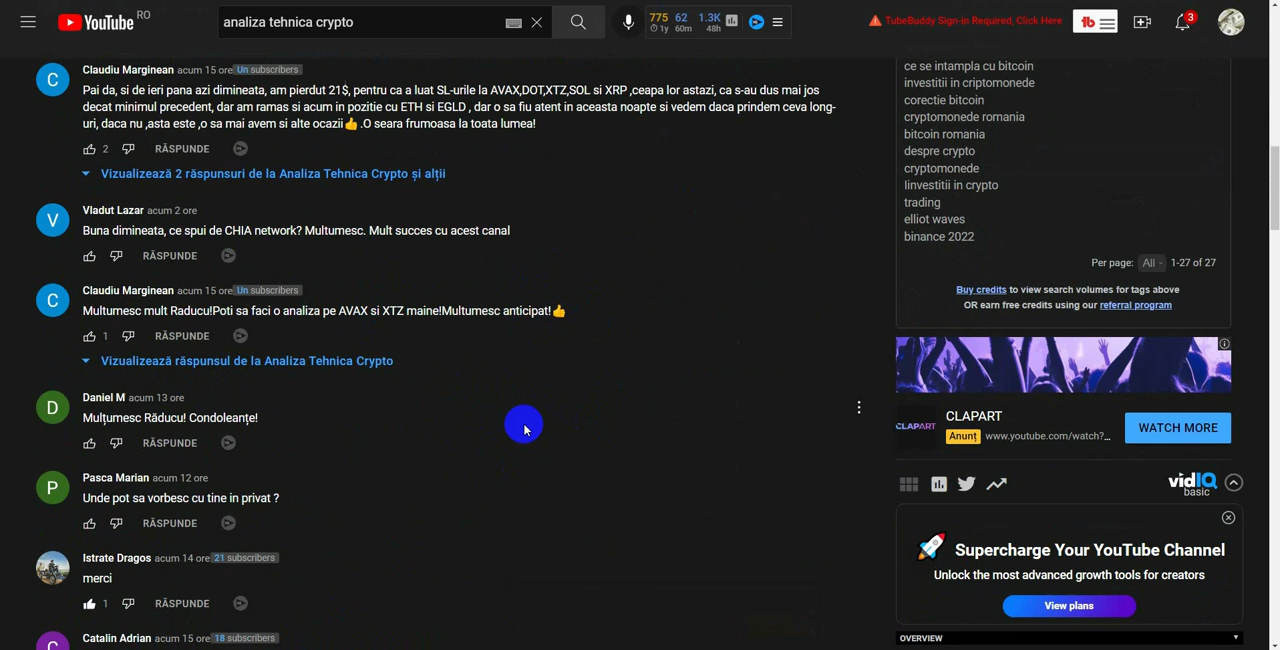 YouTube RO
analiza tehnica crypto
775 62 1.3K
1y 60m 48h
TubeBuddy Sign-in Required, Click Here
tb
3
C
Claudiu Marginean acum 15 ore Un subscribers
Pai da, si de ieri pana azi dimineata, am pierdut 21$, pentru ca a luat SL-urile la AVAX,DOT,XTZ,SOL si XRP ,ceapa lor astazi, ca s-au dus mai jos
decat minimul precedent, dar am ramas si acum in pozitie cu ETH si EGLD , dar o sa fiu atent in aceasta noapte si vedem daca prindem ceva long-
uri, daca nu ,asta este ,o sa mai avem si alte ocazii👍.O seara frumoasa la toata lumea!
2 RĂSPUNDE
Vizualizează 2 răspunsuri de la Analiza Tehnica Crypto și alții
V
Vladut Lazar acum 2 ore
Buna dimineata, ce spui de CHIA network? Multumesc. Mult succes cu acest canal
RĂSPUNDE
C
Claudiu Marginean acum 15 ore Un subscribers
Multumesc mult Raducu!Poti sa faci o analiza pe AVAX si XTZ maine!Multumesc anticipat!👍
1 RĂSPUNDE
Vizualizează răspunsul de la Analiza Tehnica Crypto
D
Daniel M acum 13 ore
Mulțumesc Răducu! Condoleanțe!
RĂSPUNDE
P
Pasca Marian acum 12 ore
Unde pot sa vorbesc cu tine in privat ?
RĂSPUNDE
Istrate Dragos acum 14 ore 21 subscribers
merci
1 RĂSPUNDE
C
Catalin Adrian acum 15 ore 18 subscribers
ce se intampla cu bitcoin
investitii in criptomonede
corectie bitcoin
cryptomonede romania
bitcoin romania
despre crypto
cryptomonede
Iinvestitii in crypto
trading
elliot waves
binance 2022
Per page: All 1-27 of 27
Buy credits to view search volumes for tags above
OR earn free credits using our referral program
CLAPART
CLAPART
Anunț www.youtube.com/watch?...
WATCH MORE
vidIQ
basic
Supercharge Your YouTube Channel
Unlock the most advanced growth tools for creators
View plans
OVERVIEW